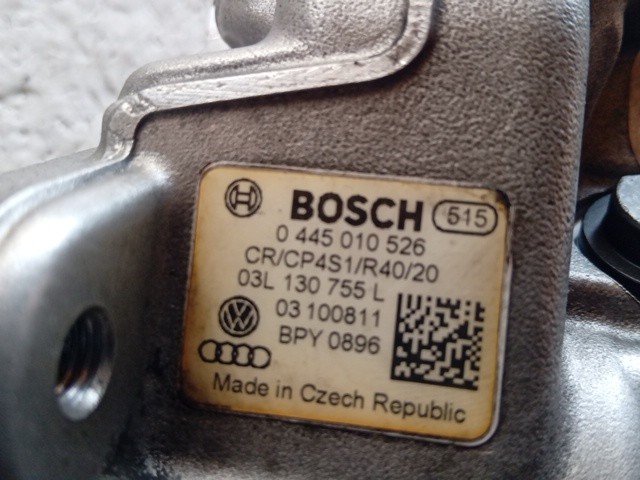 BOSCH 515
0 445 010 526
CR/CP4S1/R40/20
03L 130 755 L
03 100811
BPY 0896
Made in Czech Republic